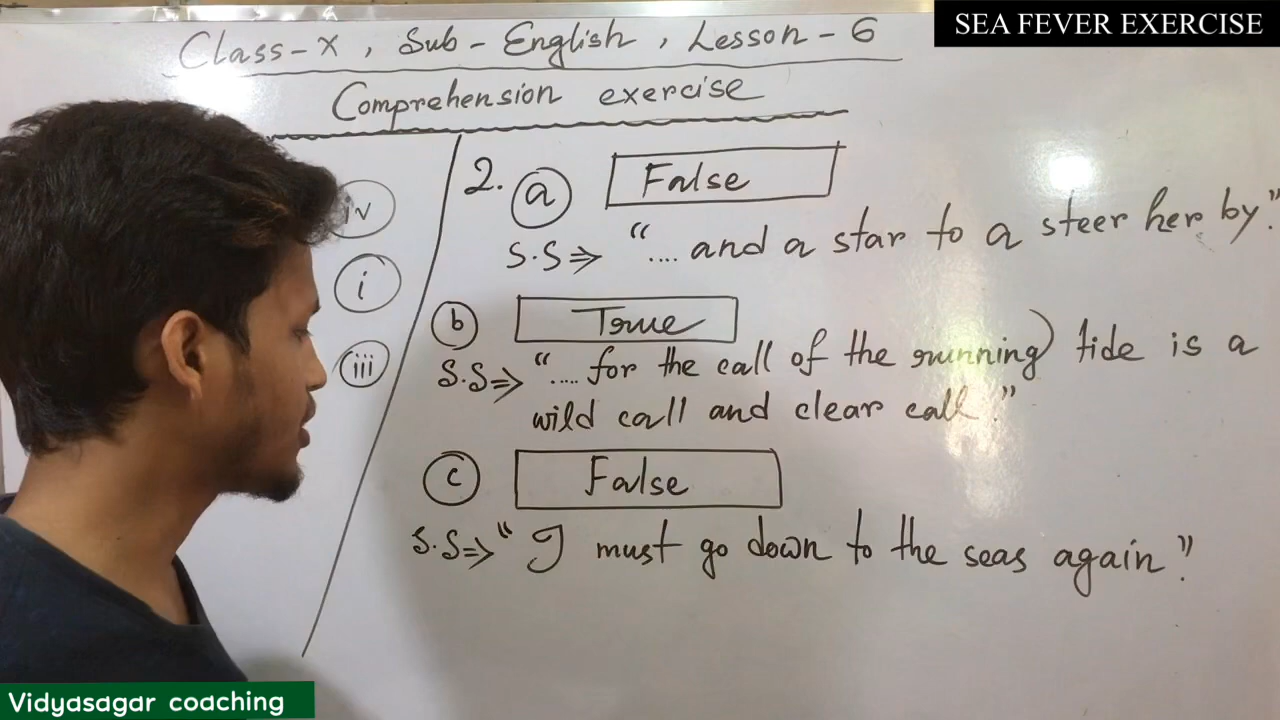 SEA FEVER EXERCISE
Class-X, Sub-English, Lesson-6
Comprehension exercise
iv
i
iii
2. a False
S.S⇒ ".... and a star to a steer her by."
b True
S.S⇒ "..... for the call of the running) tide is a
wild call and clear call."
c False
S.S⇒ "I must go down to the seas again"
Vidyasagar coaching